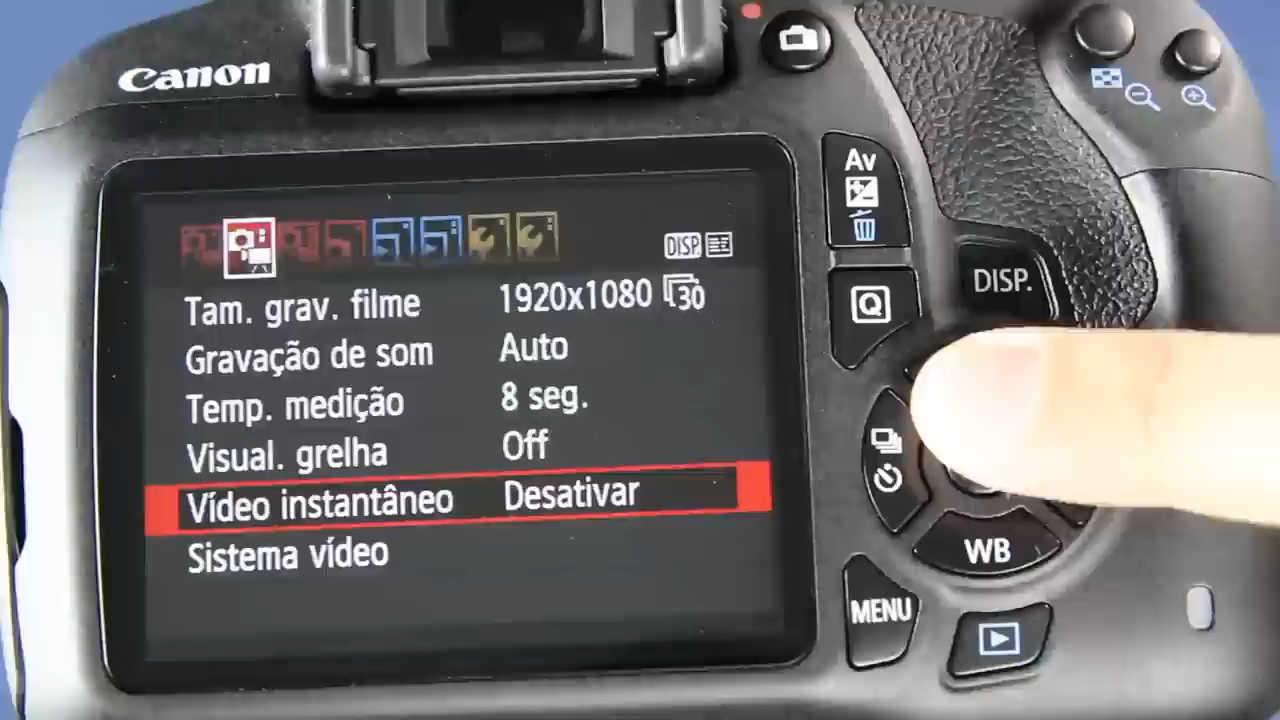 Canon
DISP.
Tam. grav. filme 1920x1080 30
Gravação de som Auto
Temp. medição 8 seg.
Visual. grelha Off
Vídeo instantâneo Desativar
Sistema vídeo
Av
Q
DISP.
WB
MENU